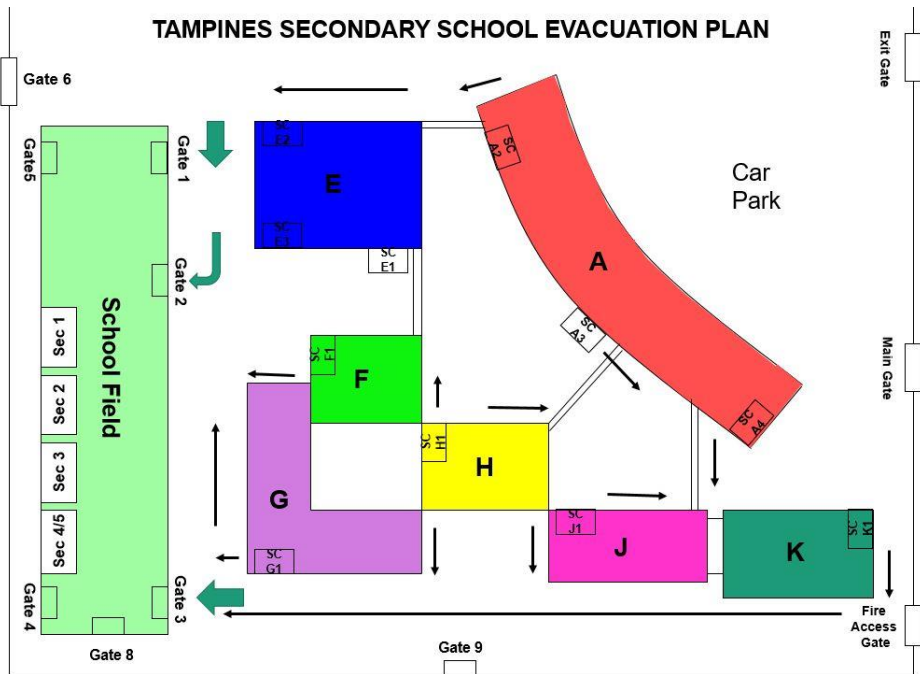 TAMPINES SECONDARY SCHOOL EVACUATION PLAN
Exit Gate
Gate 6
SC
E2
SC
A2
Gate5
Gate 1
E
Car
Park
SC
E3
SC
E1
A
Gate 2
School Field
Sec 1
SC
A3
Main Gate
SC
F1
F
Sec 2
SC
A4
SC
H1
H
Sec 3
G
Sec 4/5
SC
J1
J
SC
K1
K
SC
G1
Gate 4
Gate 3
Fire
Access
Gate
Gate 8
Gate 9